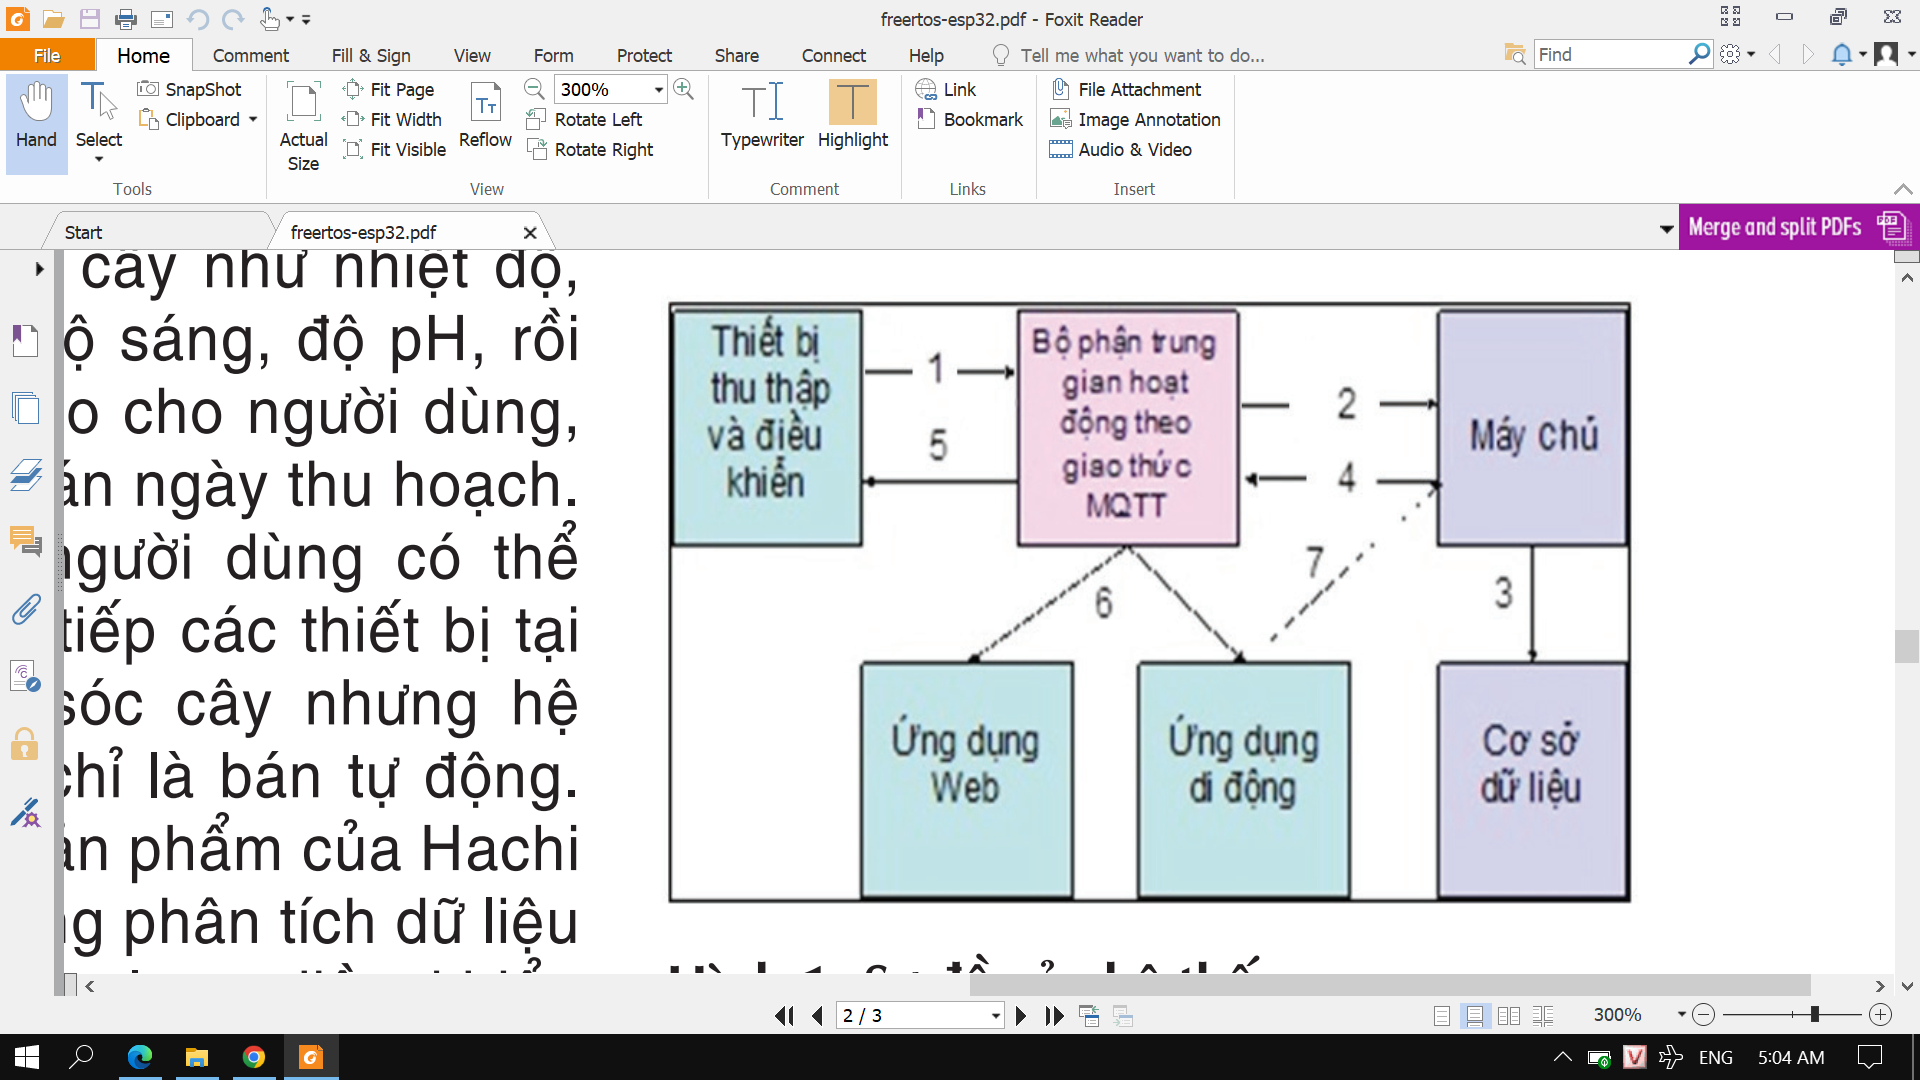 freertos-esp32.pdf - Foxit Reader
File Home Comment Fill & Sign View Form Protect Share Connect Help Tell me what you want to do... Find
Hand
Select
SnapShot
Clipboard
Tools
Actual Size
Fit Page
Fit Width
Fit Visible
Reflow
300%
Rotate Left
Rotate Right
View
Typewriter
Highlight
Comment
Link
Bookmark
Links
File Attachment
Image Annotation
Audio & Video
Insert
Start
freertos-esp32.pdf
Merge and split PDFs
PDF
cây như nhiệt độ,
ộ sáng, độ pH, rồi
o cho người dùng,
án ngày thu hoạch.
người dùng có thể
tiếp các thiết bị tại
sóc cây nhưng hệ
chỉ là bán tự động.
ản phẩm của Hachi
ng phân tích dữ liệu
Thiết bị
thu thập
và điều
khiển
1
5
Bộ phận trung
gian hoạt
động theo
giao thức
MQTT
2
4
Máy chủ
6
7
3
Ứng dụng
Web
Ứng dụng
di động
Cơ sở
dữ liệu
2 / 3
300%
ENG 5:04 AM